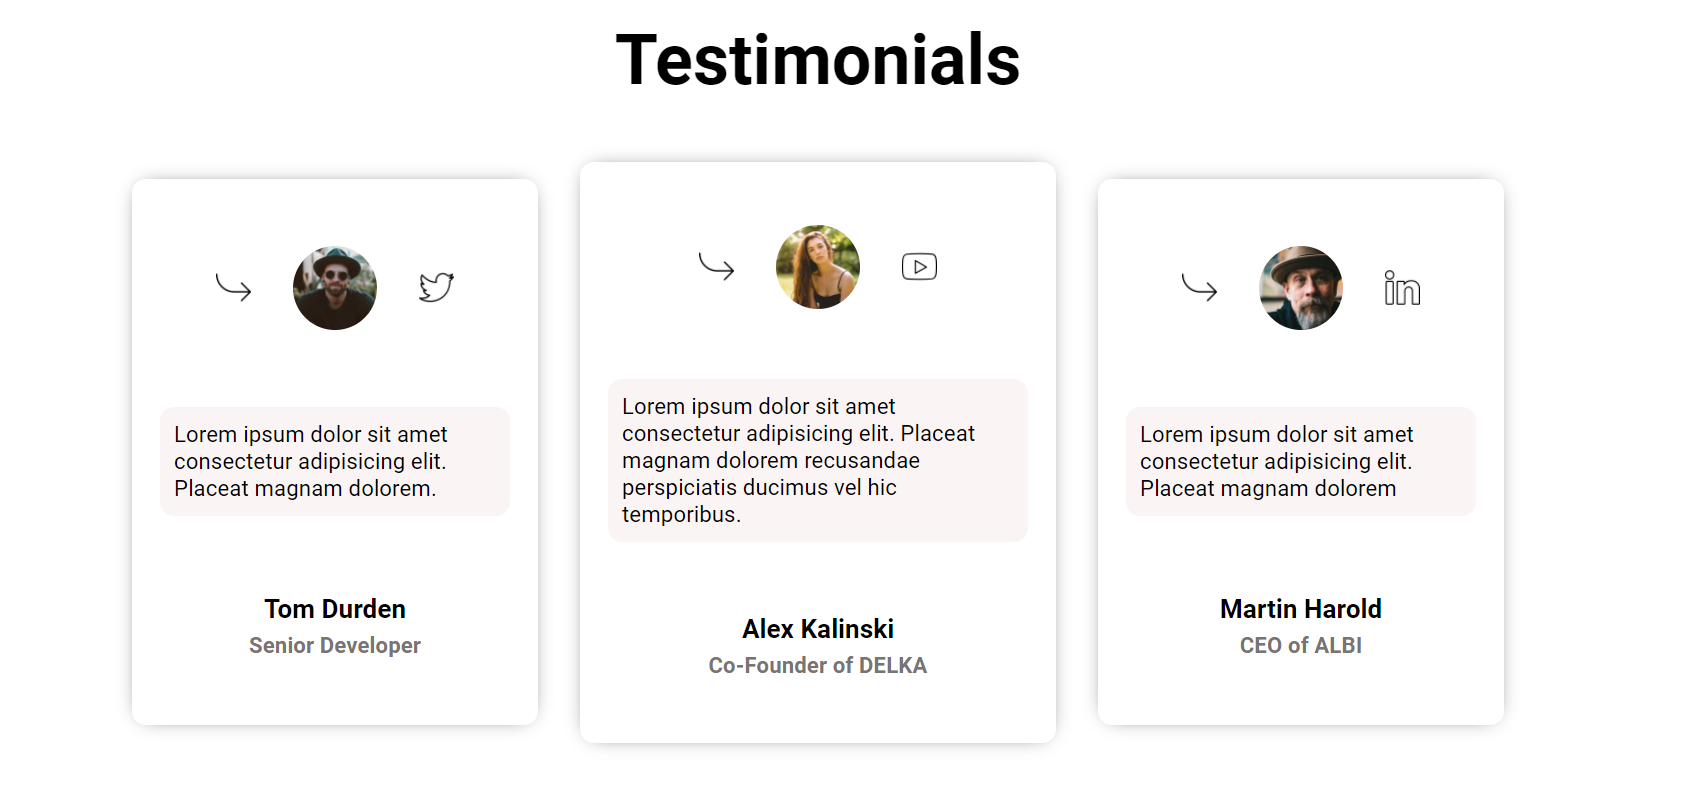 Testimonials
Lorem ipsum dolor sit amet
consectetur adipisicing elit.
Placeat magnam dolorem.
Tom Durden
Senior Developer
Lorem ipsum dolor sit amet
consectetur adipisicing elit. Placeat
magnam dolorem recusandae
perspiciatis ducimus vel hic
temporibus.
Alex Kalinski
Co-Founder of DELKA
in
Lorem ipsum dolor sit amet
consectetur adipisicing elit.
Placeat magnam dolorem
Martin Harold
CEO of ALBI